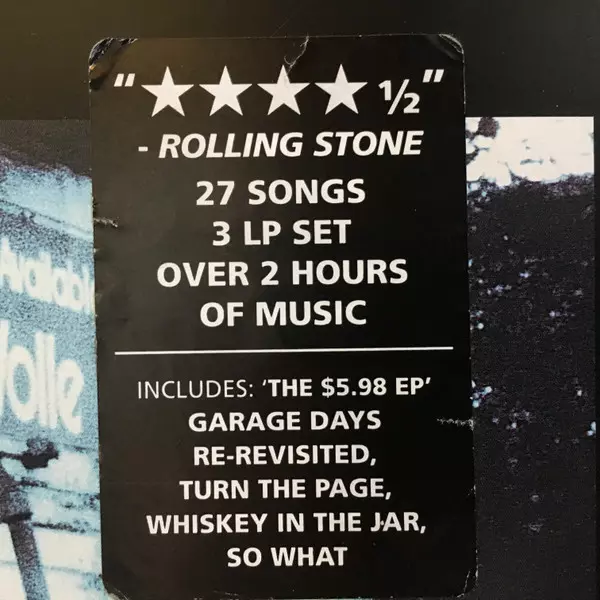 "★★★★ ½"
- ROLLING STONE
27 SONGS
3 LP SET
OVER 2 HOURS
OF MUSIC
INCLUDES: 'THE $5.98 EP'
GARAGE DAYS
RE-REVISITED,
TURN THE PAGE,
WHISKEY IN THE JAR,
SO WHAT